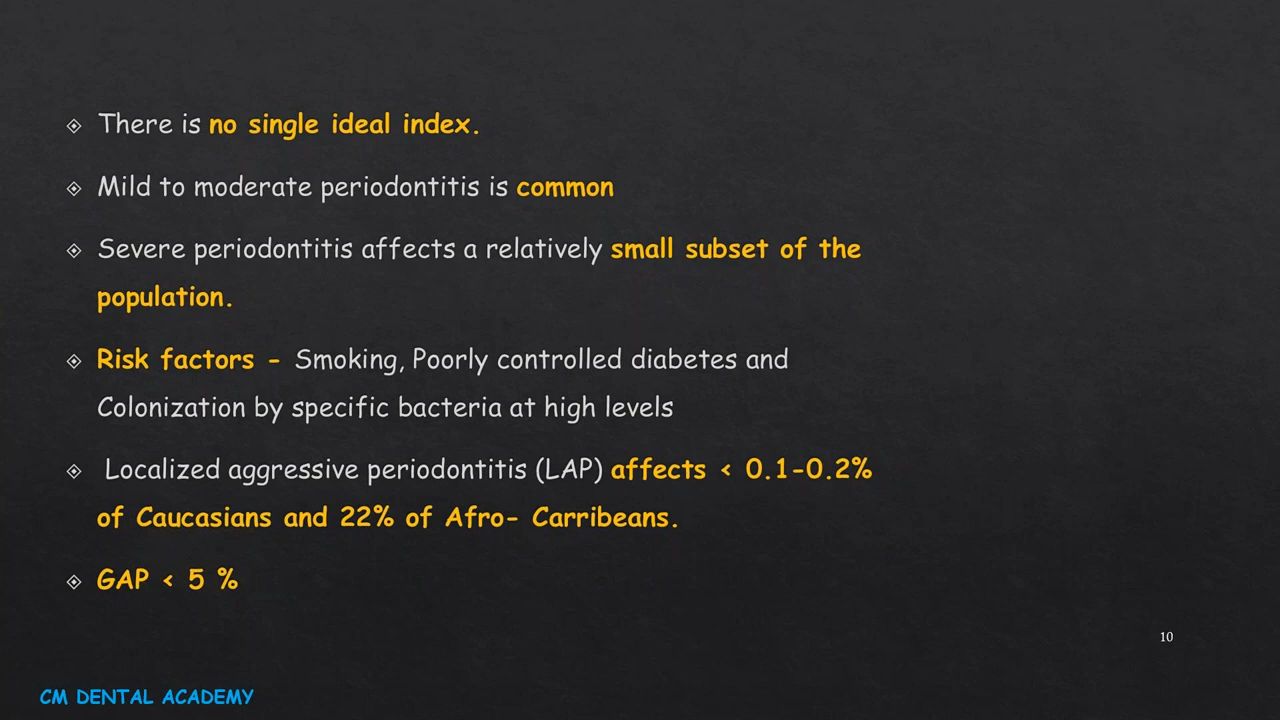 There is no single ideal index.
Mild to moderate periodontitis is common
Severe periodontitis affects a relatively small subset of the
population.
Risk factors - Smoking, Poorly controlled diabetes and
Colonization by specific bacteria at high levels
Localized aggressive periodontitis (LAP) affects < 0.1-0.2%
of Caucasians and 22% of Afro- Carribeans.
GAP < 5 %
10
CM DENTAL ACADEMY